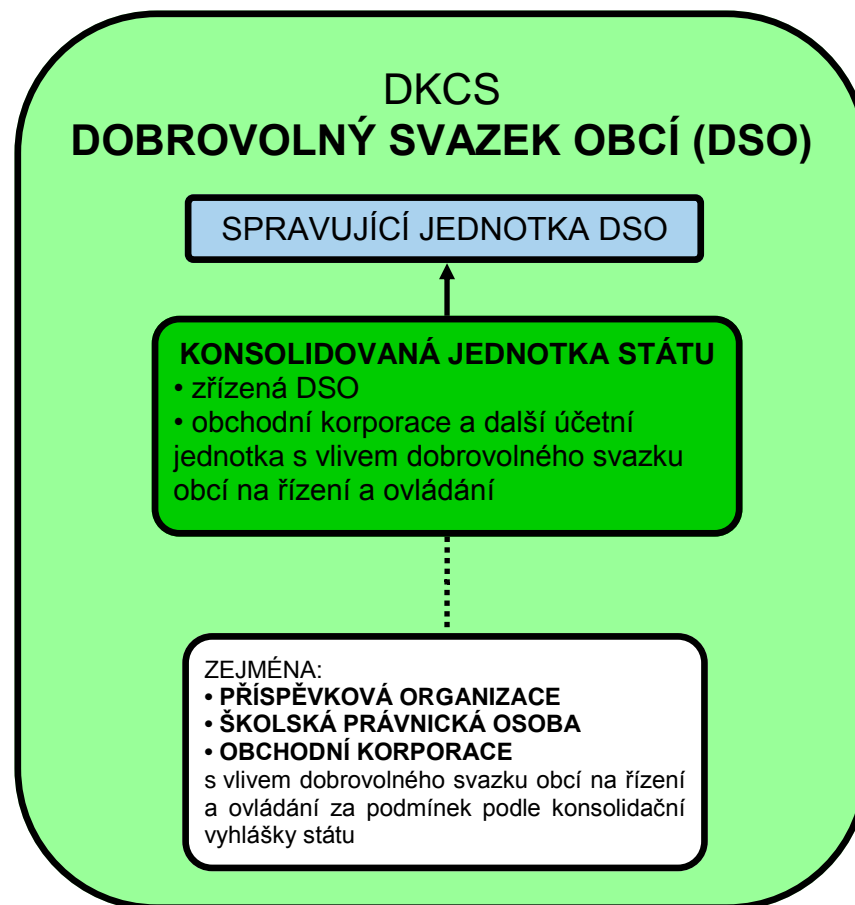 DKCS
DOBROVOLNÝ SVAZEK OBCÍ (DSO)
SPRAVUJÍCÍ JEDNOTKA DSO
KONSOLIDOVANÁ JEDNOTKA STÁTU
• zřízená DSO
• obchodní korporace a další účetní
jednotka s vlivem dobrovolného svazku
obcí na řízení a ovládání
ZEJMÉNA:
• PŘÍSPĚVKOVÁ ORGANIZACE
• ŠKOLSKÁ PRÁVNICKÁ OSOBA
• OBCHODNÍ KORPORACE
s vlivem dobrovolného svazku obcí na řízení
a ovládání za podmínek podle konsolidační
vyhlášky státu